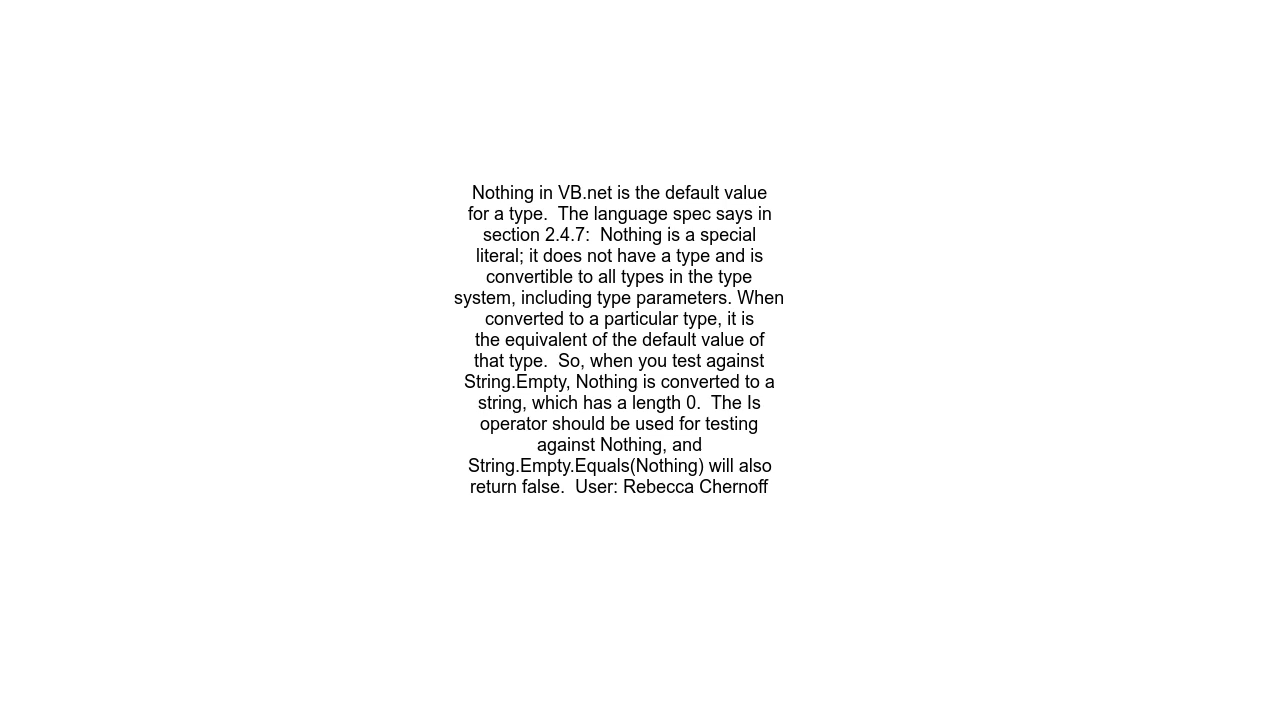 Nothing in VB.net is the default value
for a type.  The language spec says in
section 2.4.7:  Nothing is a special
literal; it does not have a type and is
convertible to all types in the type
system, including type parameters. When
converted to a particular type, it is
the equivalent of the default value of
that type.  So, when you test against
String.Empty, Nothing is converted to a
string, which has a length 0.  The Is
operator should be used for testing
against Nothing, and
String.Empty.Equals(Nothing) will also
return false.  User: Rebecca Chernoff